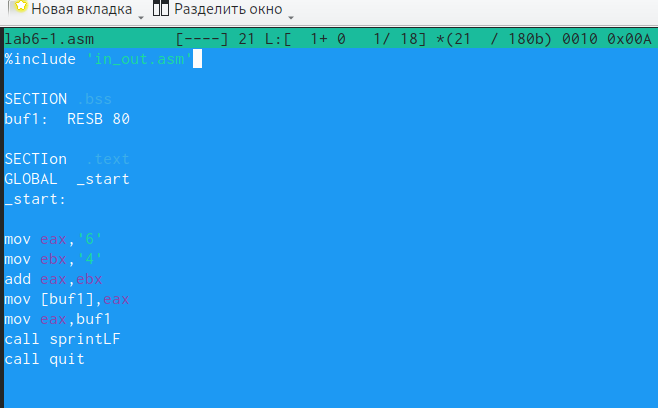 Новая вкладка Разделить окно
lab6-1.asm [----] 21 L:[ 1+ 0 1/ 18] *(21 / 180b) 0010 0x00A
%include 'in_out.asm'
SECTION .bss
buf1: RESB 80
SECTIon .text
GLOBAL _start
_start:
mov eax,'6'
mov ebx,'4'
add eax,ebx
mov [buf1],eax
mov eax,buf1
call sprintLF
call quit